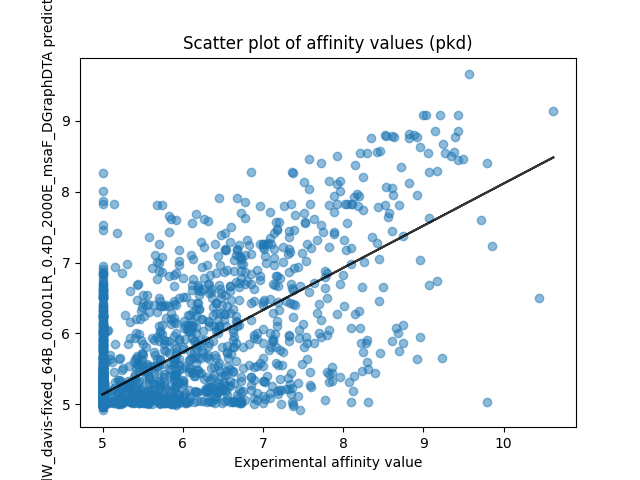 Scatter plot of affinity values (pkd)
W_davis-fixed_64B_0.0001LR_0.4D_2000E_msaF_DGraphDTA predict
9
8
7
6
5
5 6 7 8 9 10
Experimental affinity value